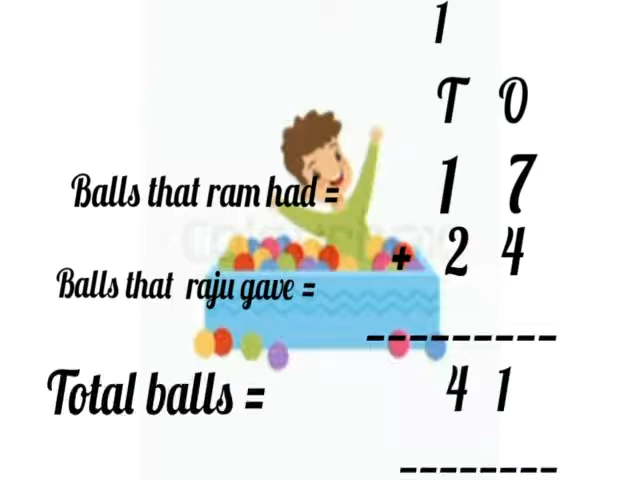 1
T O
Balls that ram had = 1 7
Balls that raju gave = + 2 4
Total balls = 4 1